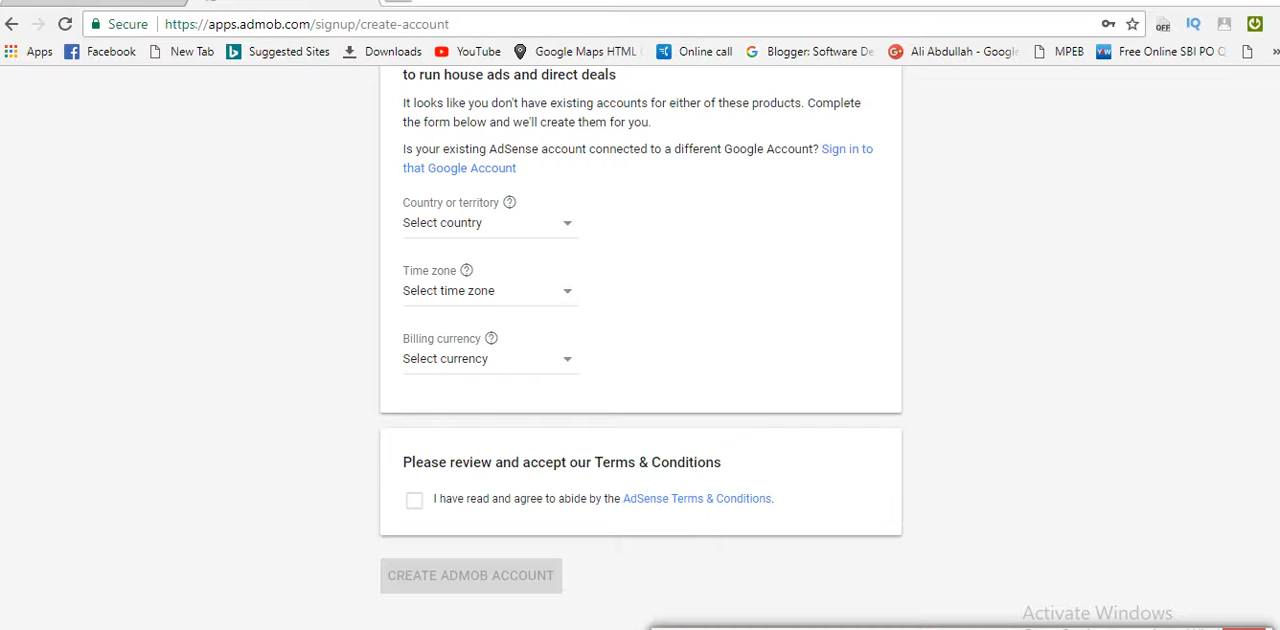 Secure https://apps.admob.com/signup/create-account
OFF IQ
Apps Facebook New Tab Suggested Sites Downloads YouTube Google Maps HTML Online call Blogger: Software De Ali Abdullah - Google MPEB YW Free Online SBI PO »
to run house ads and direct deals
It looks like you don't have existing accounts for either of these products. Complete
the form below and we'll create them for you.
Is your existing AdSense account connected to a different Google Account? Sign in to
that Google Account
Country or territory ?
Select country
Time zone ?
Select time zone
Billing currency ?
Select currency
Please review and accept our Terms & Conditions
I have read and agree to abide by the AdSense Terms & Conditions.
CREATE ADMOB ACCOUNT
Activate Windows